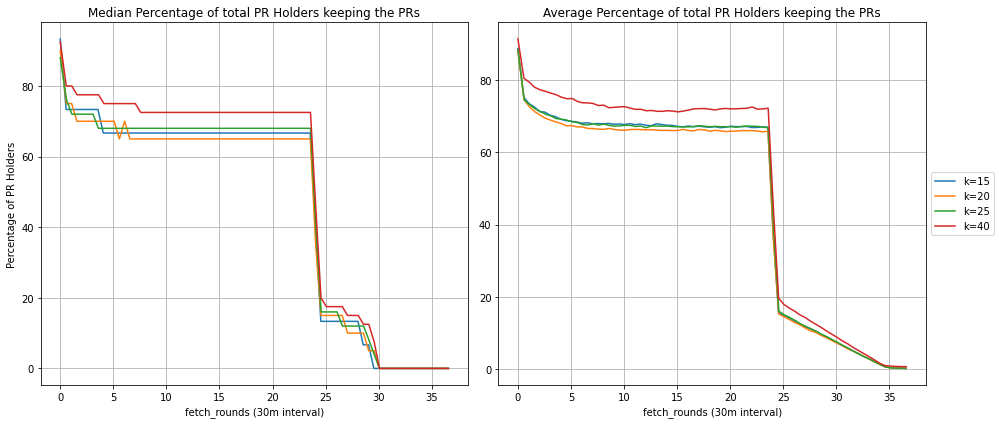 Median Percentage of total PR Holders keeping the PRs
Percentage of PR Holders
80
60
40
20
0
0 5 10 15 20 25 30 35
fetch_rounds (30m interval)
Average Percentage of total PR Holders keeping the PRs
80
60
40
20
0
0 5 10 15 20 25 30 35
fetch_rounds (30m interval)
k=15
k=20
k=25
k=40